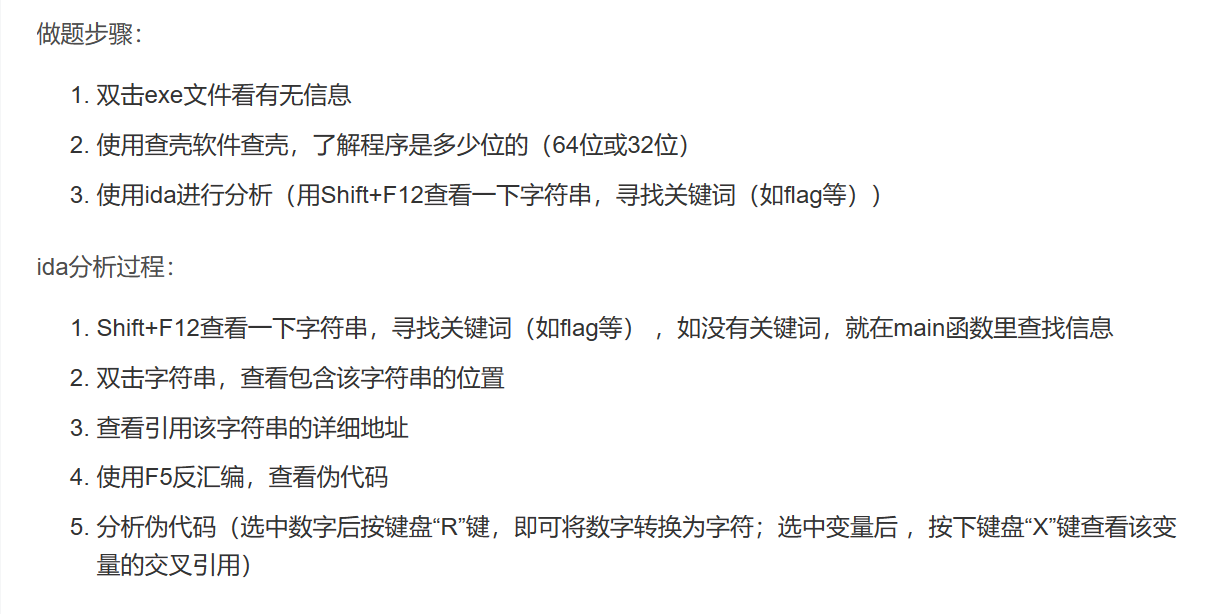 做题步骤：
1. 双击exe文件看有无信息
2. 使用查壳软件查壳，了解程序是多少位的（64位或32位）
3. 使用ida进行分析（用Shift+F12查看一下字符串，寻找关键词（如flag等））
ida分析过程：
1. Shift+F12查看一下字符串，寻找关键词（如flag等） ，如没有关键词，就在main函数里查找信息
2. 双击字符串，查看包含该字符串的位置
3. 查看引用该字符串的详细地址
4. 使用F5反汇编，查看伪代码
5. 分析伪代码（选中数字后按键盘“R”键，即可将数字转换为字符；选中变量后 ，按下键盘“X”键查看该变
量的交叉引用）